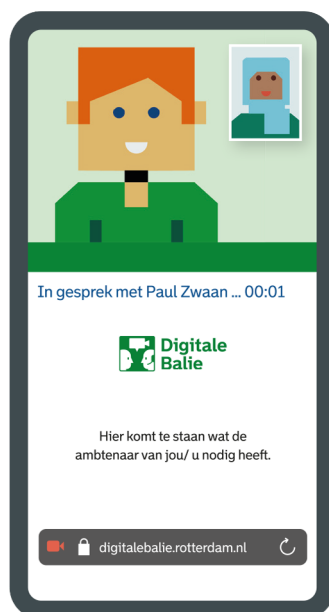 In gesprek met Paul Zwaan ... 00:01
Digitale
Balie
Hier komt te staan wat de
ambtenaar van jou/ u nodig heeft.
digitalebalie.rotterdam.nl